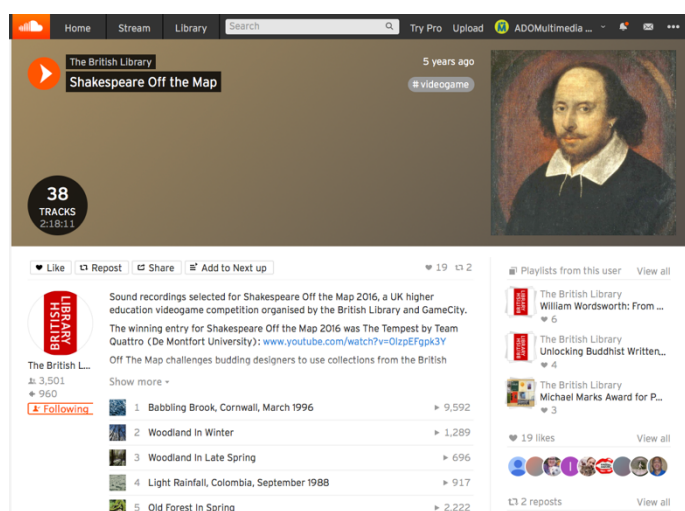 Home Stream Library Search Try Pro Upload ADOMultimedia ...
The British Library
Shakespeare Off the Map
5 years ago
# videogame
38
TRACKS
2:18:11
Like Repost Share Add to Next up
19 2
LIBRARY
BRITISH
The British L...
3,501
960
Following
Sound recordings selected for Shakespeare Off the Map 2016, a UK higher
education videogame competition organised by the British Library and GameCity.
The winning entry for Shakespeare Off the Map 2016 was The Tempest by Team
Quattro (De Montfort University): www.youtube.com/watch?v=OlzpEFgpk3Y
Off The Map challenges budding designers to use collections from the British
Show more
1 Babbling Brook, Cornwall, March 1996 9,592
2 Woodland In Winter 1,289
3 Woodland In Late Spring 696
4 Light Rainfall, Colombia, September 1988 917
5 Old Forest In Spring 2,222
Playlists from this user View all
The British Library
William Wordsworth: From ...
6
The British Library
Unlocking Buddhist Written...
4
The British Library
Michael Marks Award for P...
3
19 likes View all
2 reposts View all